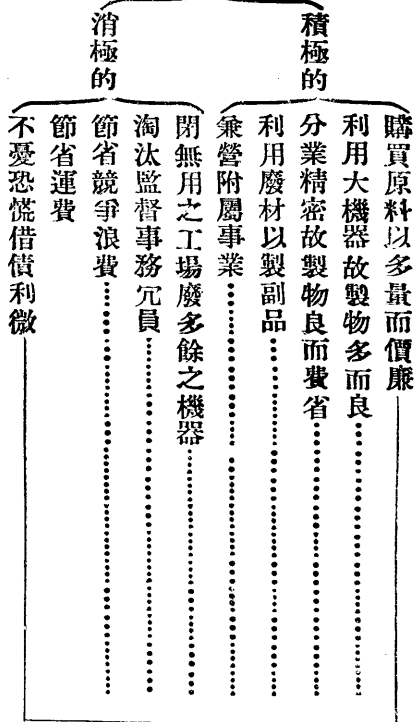 積極的
購買原料以多量而價廉
利用大機器故製物多而良
分業精密故製物良而費省
利用廢材以製副品
兼營附屬事業
消極的
閉無用之工場廢多餘之機器
淘汰監督事務冗員
節省競爭浪費
節省運費
不憂恐慌借債利微